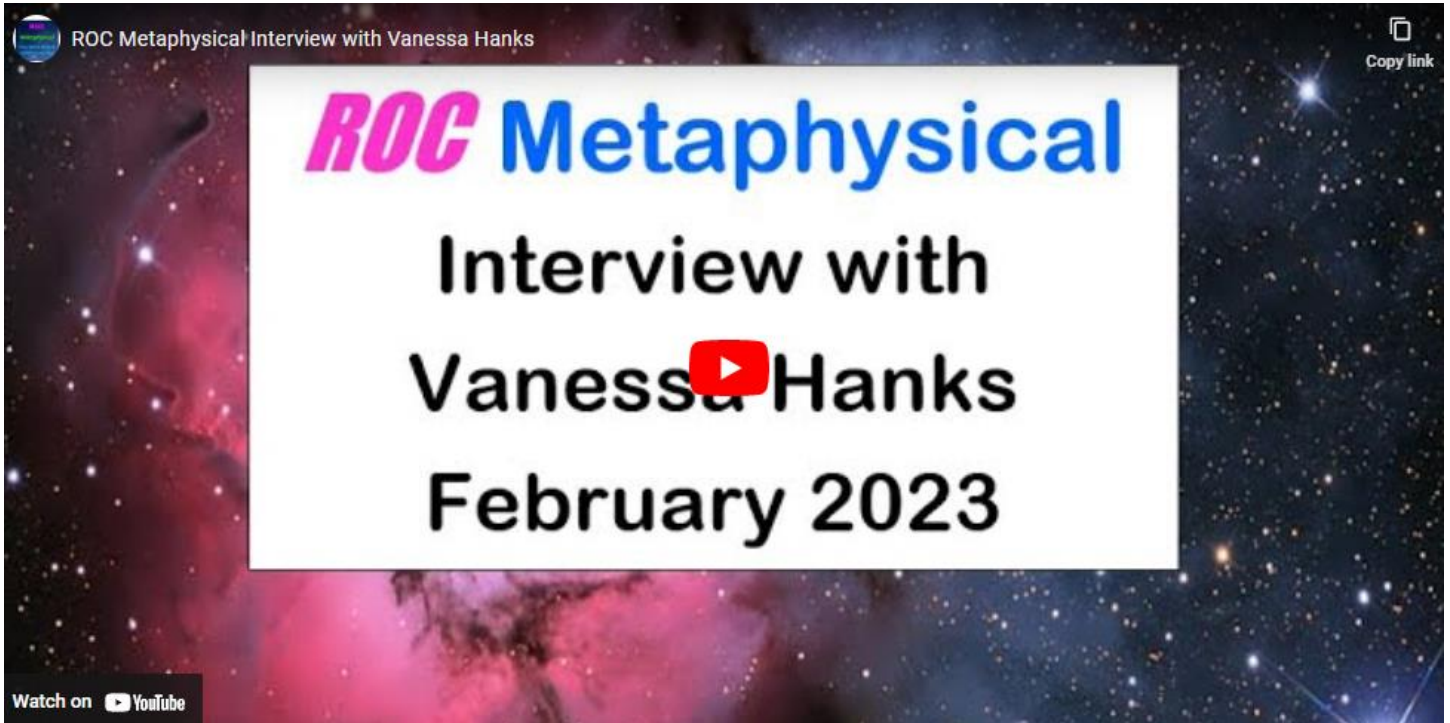 ROC Metaphysical Interview with Vanessa Hanks
Copy link
ROC Metaphysical
Interview with
Vanessa Hanks
February 2023
Watch on YouTube